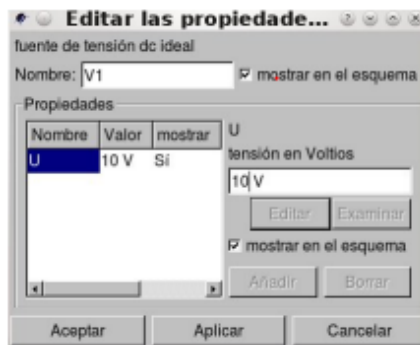 Editar las propiedade...
fuente de tensión dc ideal
Nombre: V1 mostrar en el esquema
Propiedades
Nombre Valor mostrar
U 10 V Sí
U
tensión en Voltios
10 V
Editar Examinar
mostrar en el esquema
Añadir Borrar
Aceptar Aplicar Cancelar